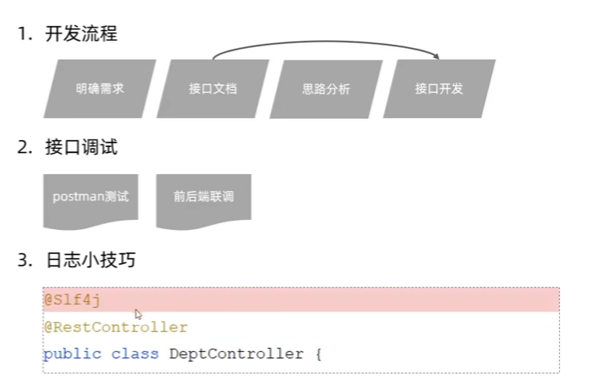 1. 开发流程
明确需求 接口文档 思路分析 接口开发
2. 接口调试
postman测试 前后端联调
3. 日志小技巧
@Slf4j
@RestController
public class DeptController {